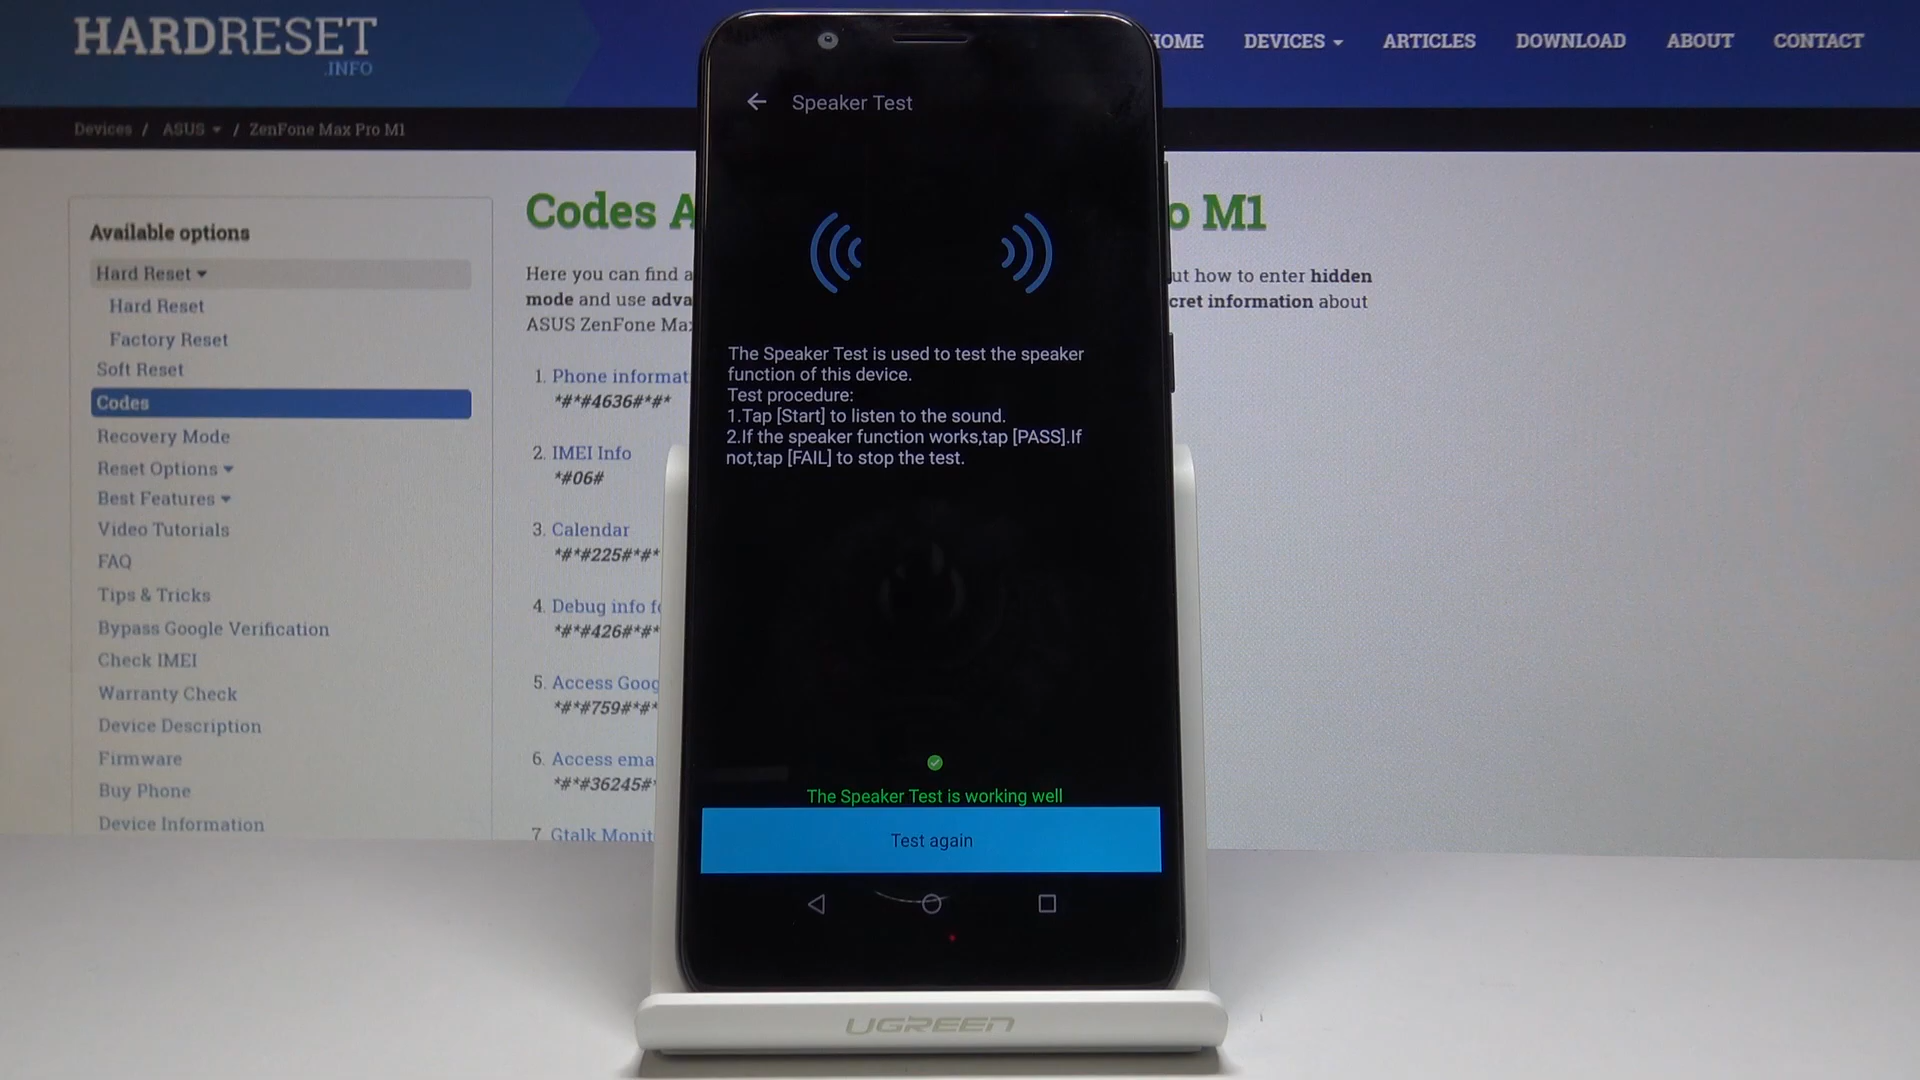 HARDRESET
.INFO
HOME DEVICES ARTICLES DOWNLOAD ABOUT CONTACT
Devices / ASUS / ZenFone Max Pro M1
Available options
Hard Reset
Hard Reset
Factory Reset
Soft Reset
Codes
Recovery Mode
Reset Options
Best Features
Video Tutorials
FAQ
Tips & Tricks
Bypass Google Verification
Check IMEI
Warranty Check
Device Description
Firmware
Buy Phone
Device Information
Codes A
o M1
Here you can find a
ut how to enter hidden
mode and use adva
cret information about
ASUS ZenFone Max
1. Phone informat
*#*#4636#*#*
2. IMEI Info
*#06#
3. Calendar
*#*#225#*#*
4. Debug info fo
*#*#426#*#*
5. Access Goog
*#*#759#*#*
6. Access ema
*#*#36245#*
7. Gtalk Monit
Speaker Test
The Speaker Test is used to test the speaker
function of this device.
Test procedure:
1.Tap [Start] to listen to the sound.
2.If the speaker function works,tap [PASS].If
not,tap [FAIL] to stop the test.
The Speaker Test is working well
Test again
UGREEN